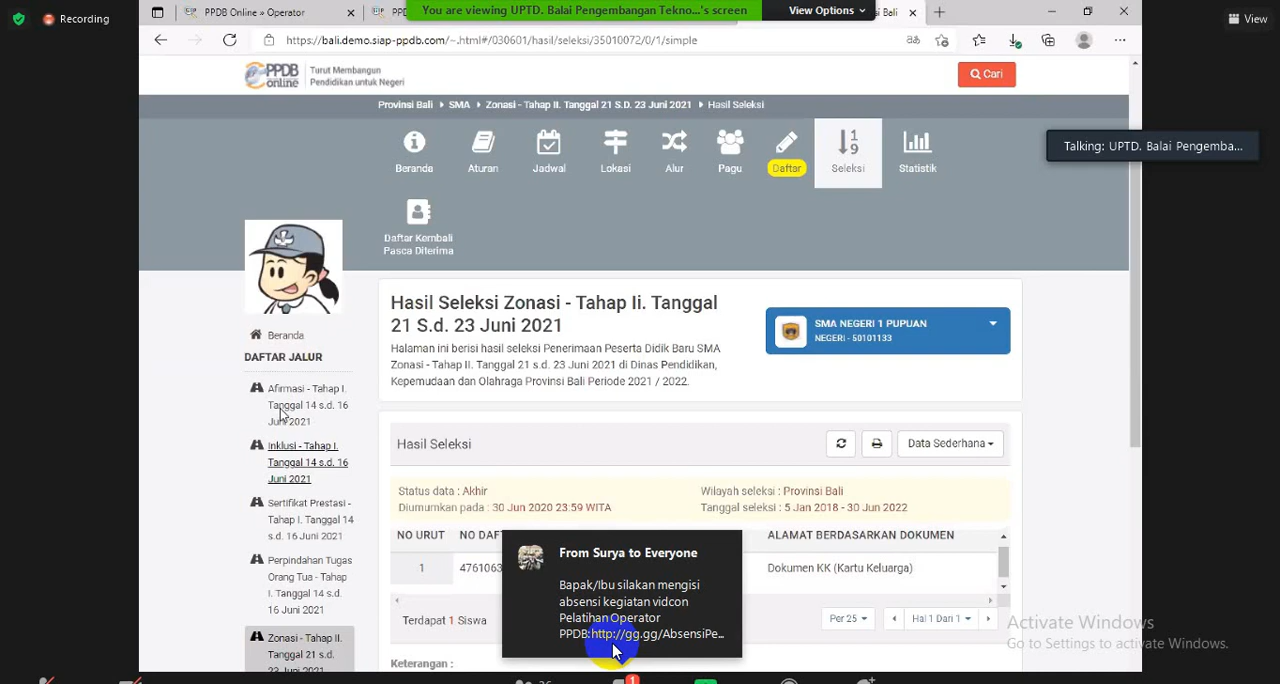 Recording
PPDB Online » Operator
You are viewing UPTD. Balai Pengembangan Tekno...'s screen
View Options
Bali
View
https://bali.demo.siap-ppdb.com/~.html#/030601/hasil/seleksi/35010072/0/1/simple
PPDB online
Turut Membangun
Pendidikan untuk Negeri
Cari
Provinsi Bali SMA Zonasi - Tahap II. Tanggal 21 S.D. 23 Juni 2021 Hasil Seleksi
Talking: UPTD. Balai Pengemba...
1
9
Beranda
Aturan
Jadwal
Lokasi
Alur
Pagu
Daftar
Seleksi
Statistik
Daftar Kembali
Pasca Diterima
Hasil Seleksi Zonasi - Tahap Ii. Tanggal
21 S.d. 23 Juni 2021
Halaman ini berisi hasil seleksi Penerimaan Peserta Didik Baru SMA
Zonasi - Tahap II. Tanggal 21 s.d. 23 Juni 2021 di Dinas Pendidikan,
Kepemudaan dan Olahraga Provinsi Bali Periode 2021 / 2022.
SMA NEGERI 1 PUPUAN
NEGERI - 50101133
Beranda
DAFTAR JALUR
Afirmasi - Tahap I.
Tanggal 14 s.d. 16
Juni 2021
Inklusi - Tahap I.
Tanggal 14 s.d. 16
Juni 2021
Sertifikat Prestasi -
Tahap I. Tanggal 14
s.d. 16 Juni 2021
Perpindahan Tugas
Orang Tua - Tahap
I. Tanggal 14 s.d.
16 Juni 2021
Zonasi - Tahap II.
Tanggal 21 s.d.
23 Juni 2021
Hasil Seleksi
Data Sederhana
Status data : Akhir
Diumumkan pada : 30 Jun 2020 23:59 WITA
Wilayah seleksi : Provinsi Bali
Tanggal seleksi : 5 Jan 2018 - 30 Jun 2022
NO URUT NO DAF ALAMAT BERDASARKAN DOKUMEN
1 4761063 Dokumen KK (Kartu Keluarga)
Terdapat 1 Siswa
Per 25
Hal 1 Dari 1
Keterangan :
From Surya to Everyone
Bapak/Ibu silakan mengisi
absensi kegiatan vidcon
Pelatihan Operator
PPDB:http://gg.gg/AbsensiPe...
Activate Windows
Go to Settings to activate Windows.
1